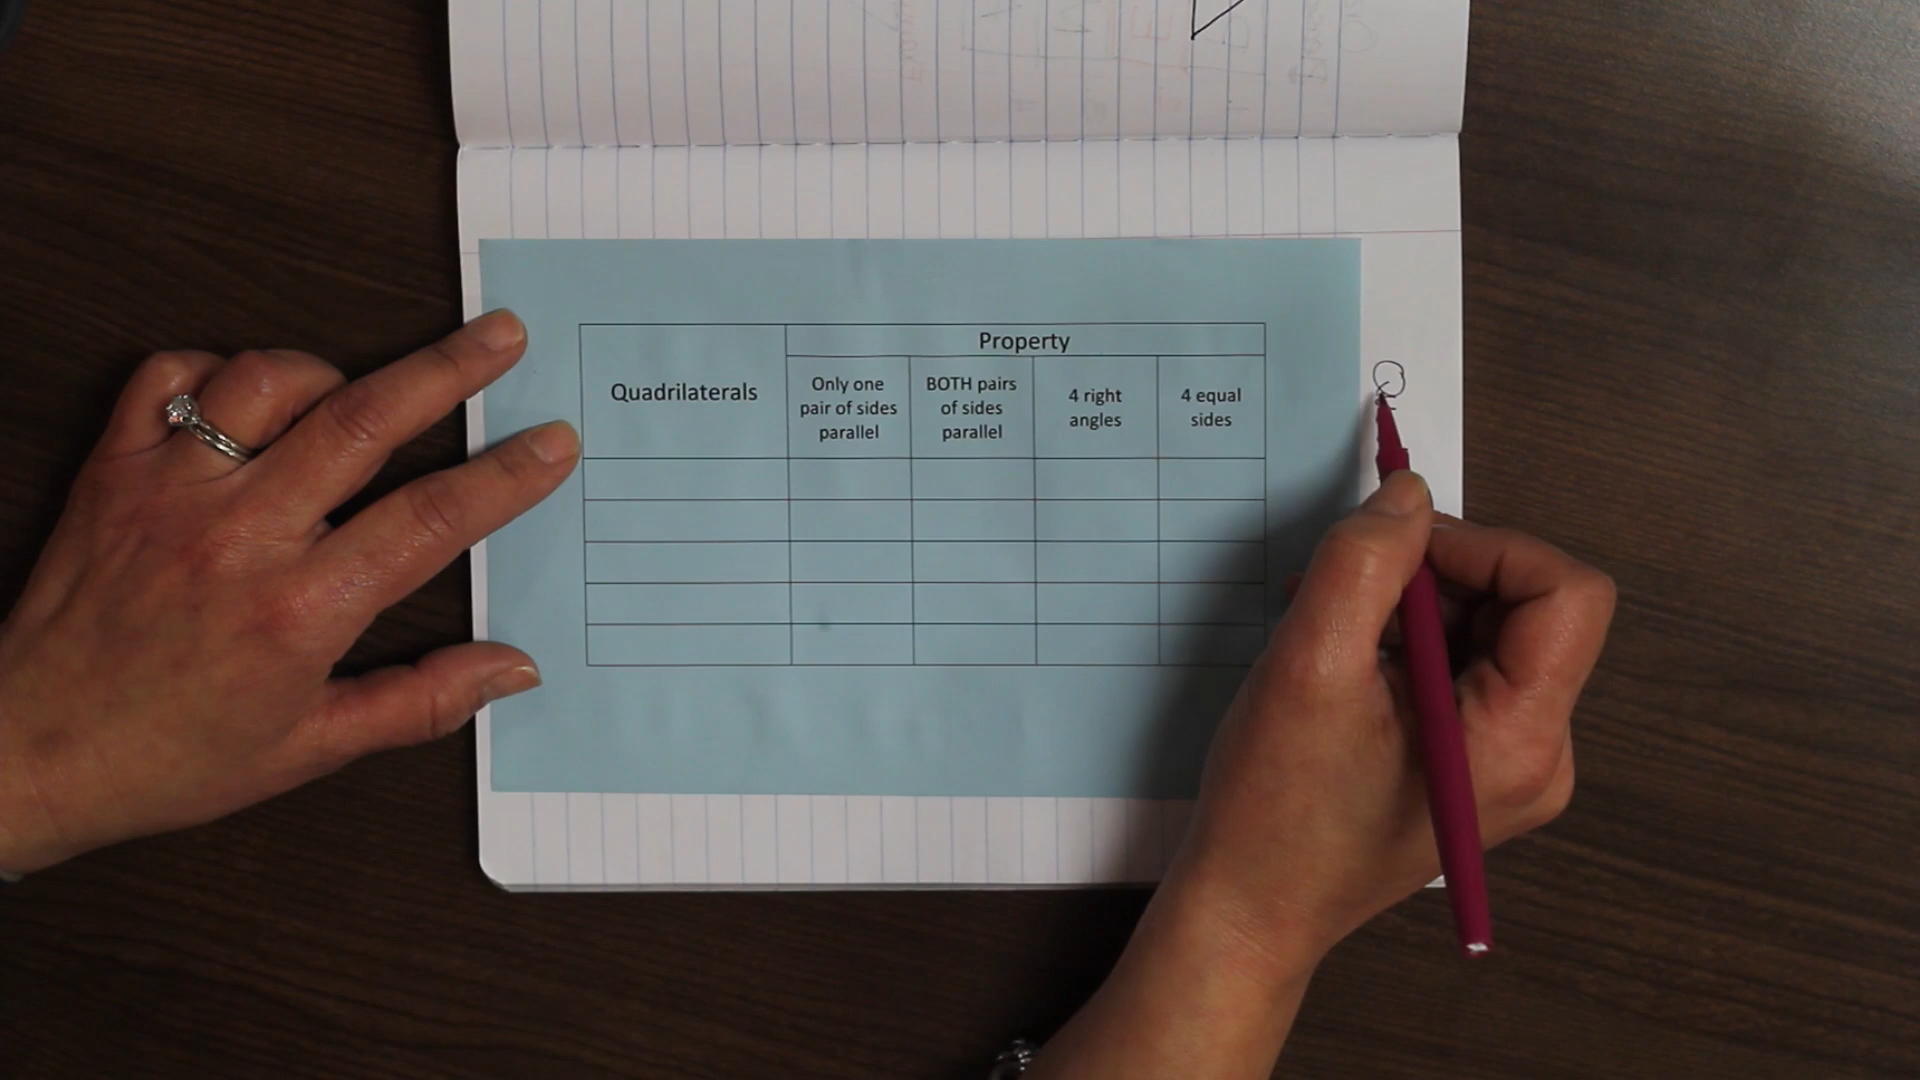 Property
Quadrilaterals
Only one
pair of sides
parallel
BOTH pairs
of sides
parallel
4 right
angles
4 equal
sides